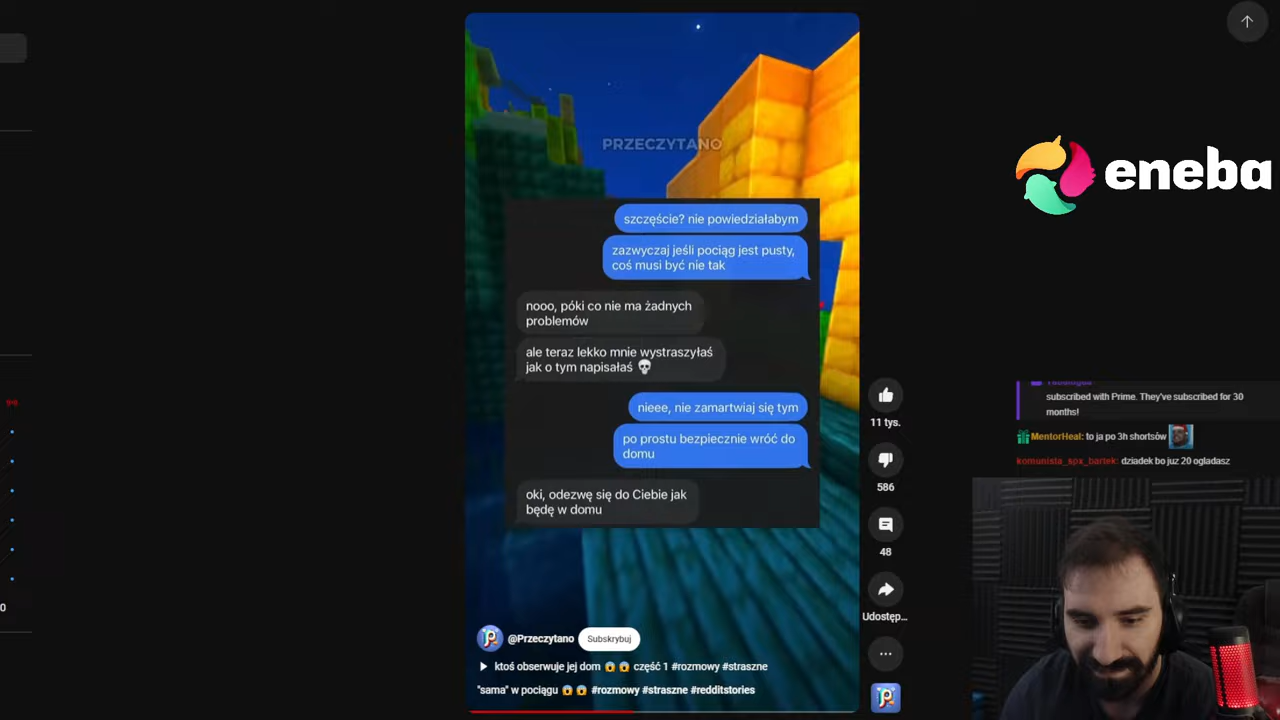 PRZECZYTANO
szczęście? nie powiedziałabym
zazwyczaj jeśli pociąg jest pusty,
coś musi być nie tak
nooo, póki co nie ma żadnych
problemów
ale teraz lekko mnie wystraszyłaś
jak o tym napisałaś
nieee, nie zamartwiaj się tym
po prostu bezpiecznie wróć do
domu
oki, odezwę się do Ciebie jak
będę w domu
@Przeczytano
Subskrybuj
ktoś obserwuje jej dom 😱 😱 część 1 #rozmowy #straszne
"sama" w pociągu 😱 😱 #rozmowy #straszne #redditstories
11 tys.
586
48
Udostęp...
eneba
subscribed with Prime. They've subscribed for 30
months!
MentorHeal: to ja po 3h shortsów
komunista_spx_bartek: dziadek bo juz 20 ogladasz
0